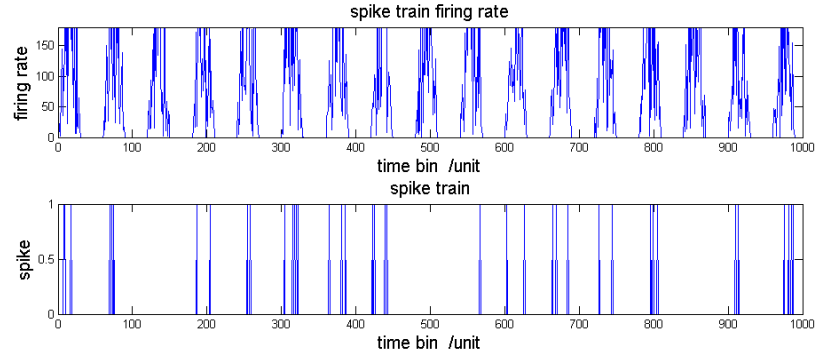 spike train firing rate
firing rate
150
100
50
0
0 100 200 300 400 500 600 700 800 900 1000
time bin /unit
spike train
spike
1
0.5
0
0 100 200 300 400 500 600 700 800 900 1000
time bin /unit